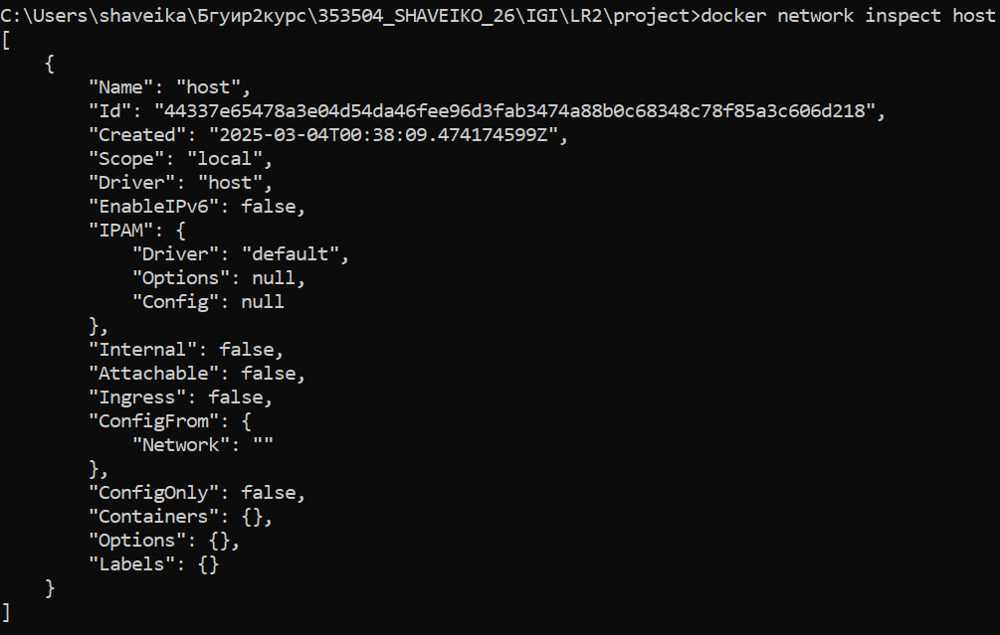 C:\Users\shaveika\Бгуир2курс\353504_SHAVEIKO_26\IGI\LR2\project>docker network inspect host
[
    {
        "Name": "host",
        "Id": "44337e65478a3e04d54da46fee96d3fab3474a88b0c68348c78f85a3c606d218",
        "Created": "2025-03-04T00:38:09.474174599Z",
        "Scope": "local",
        "Driver": "host",
        "EnableIPv6": false,
        "IPAM": {
            "Driver": "default",
            "Options": null,
            "Config": null
        },
        "Internal": false,
        "Attachable": false,
        "Ingress": false,
        "ConfigFrom": {
            "Network": ""
        },
        "ConfigOnly": false,
        "Containers": {},
        "Options": {},
        "Labels": {}
    }
]